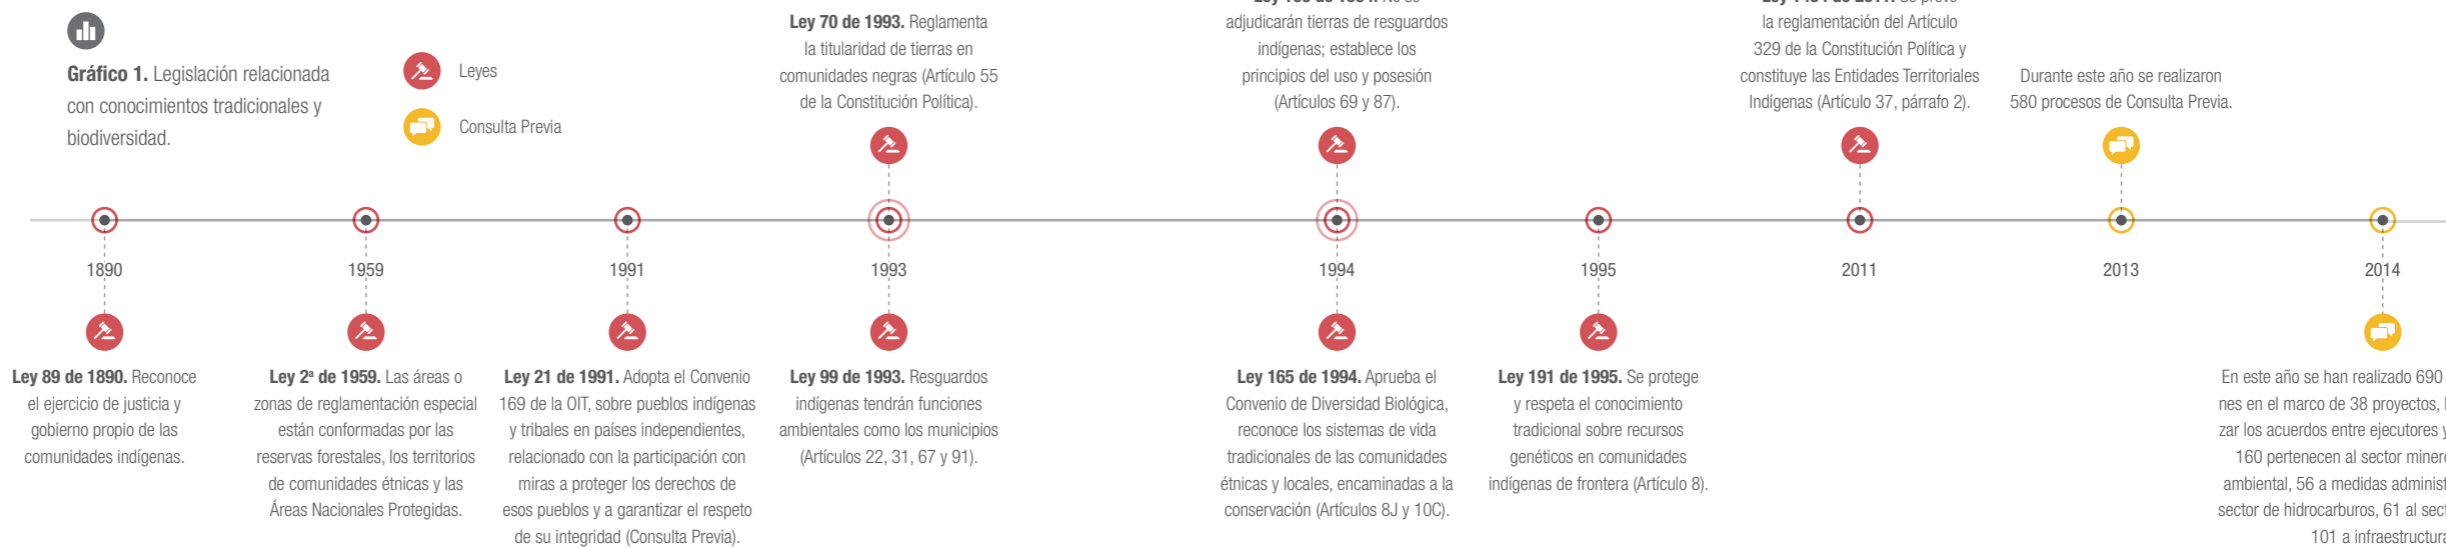 Gráfico 1. Legislación relacionada
con conocimientos tradicionales y
biodiversidad.
Leyes
Consulta Previa
Ley 70 de 1993. Reglamenta
la titularidad de tierras en
comunidades negras (Artículo 55
de la Constitución Política).
adjudicarán tierras de resguardos
indígenas; establece los
principios del uso y posesión
(Artículos 69 y 87).
la reglamentación del Artículo
329 de la Constitución Política y
constituye las Entidades Territoriales
Indígenas (Artículo 37, párrafo 2).
Durante este año se realizaron
580 procesos de Consulta Previa.
1890
1959
1991
1993
1994
1995
2011
2013
2014
Ley 89 de 1890. Reconoce
el ejercicio de justicia y
gobierno propio de las
comunidades indígenas.
Ley 2ª de 1959. Las áreas o
zonas de reglamentación especial
están conformadas por las
reservas forestales, los territorios
de comunidades étnicas y las
Áreas Nacionales Protegidas.
Ley 21 de 1991. Adopta el Convenio
169 de la OIT, sobre pueblos indígenas
y tribales en países independientes,
relacionado con la participación con
miras a proteger los derechos de
esos pueblos y a garantizar el respeto
de su integridad (Consulta Previa).
Ley 99 de 1993. Resguardos
indígenas tendrán funciones
ambientales como los municipios
(Artículos 22, 31, 67 y 91).
Ley 165 de 1994. Aprueba el
Convenio de Diversidad Biológica,
reconoce los sistemas de vida
tradicionales de las comunidades
étnicas y locales, encaminadas a la
conservación (Artículos 8J y 10C).
Ley 191 de 1995. Se protege
y respeta el conocimiento
tradicional sobre recursos
genéticos en comunidades
indígenas de frontera (Artículo 8).
En este año se han realizado 690
nes en el marco de 38 proyectos,
zar los acuerdos entre ejecutores y
160 pertenecen al sector miner
ambiental, 56 a medidas administ
sector de hidrocarburos, 61 al sect
101 a infraestructura